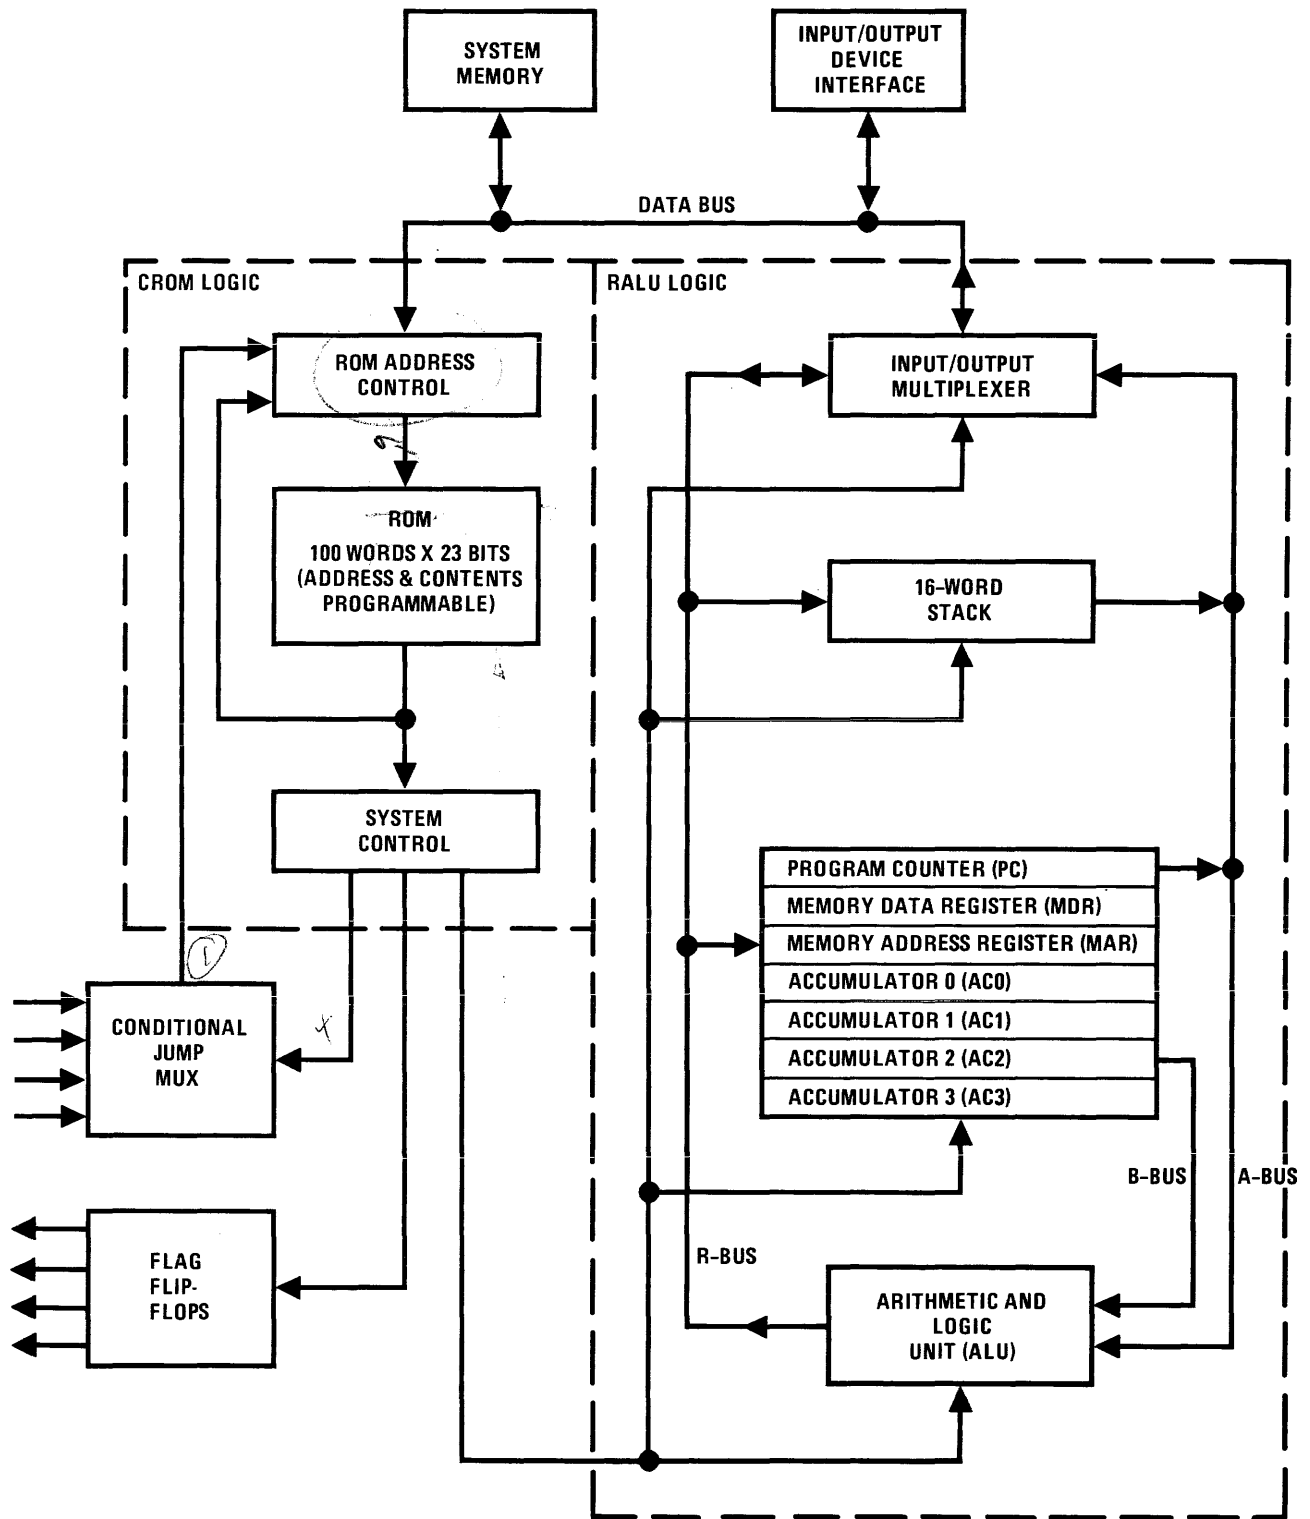 SYSTEM
MEMORY
INPUT/OUTPUT
DEVICE
INTERFACE
DATA BUS
CROM LOGIC
RALU LOGIC
ROM ADDRESS
CONTROL
INPUT/OUTPUT
MULTIPLEXER
ROM
100 WORDS X 23 BITS
(ADDRESS & CONTENTS
PROGRAMMABLE)
16-WORD
STACK
SYSTEM
CONTROL
PROGRAM COUNTER (PC)
MEMORY DATA REGISTER (MDR)
MEMORY ADDRESS REGISTER (MAR)
ACCUMULATOR 0 (AC0)
ACCUMULATOR 1 (AC1)
ACCUMULATOR 2 (AC2)
ACCUMULATOR 3 (AC3)
CONDITIONAL
JUMP
MUX
B-BUS
A-BUS
R-BUS
FLAG
FLIP-
FLOPS
ARITHMETIC AND
LOGIC
UNIT (ALU)